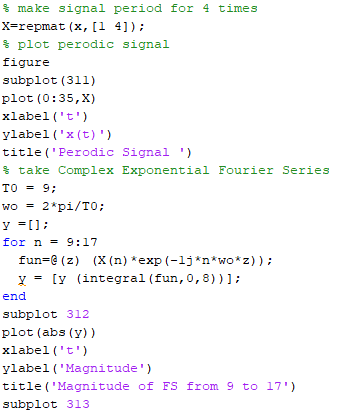 % make signal period for 4 times
X=repmat(x,[1 4]);
% plot perodic signal
figure
subplot(311)
plot(0:35,X)
xlabel('t')
ylabel('x(t)')
title('Perodic Signal ')
% take Complex Exponential Fourier Series
T0 = 9;
wo = 2*pi/T0;
y =[];
for n = 9:17
  fun=@(z) (X(n)*exp(-1j*n*wo*z));
  y = [y (integral(fun,0,8))];
end
subplot 312
plot(abs(y))
xlabel('t')
ylabel('Magnitude')
title('Magnitude of FS from 9 to 17')
subplot 313